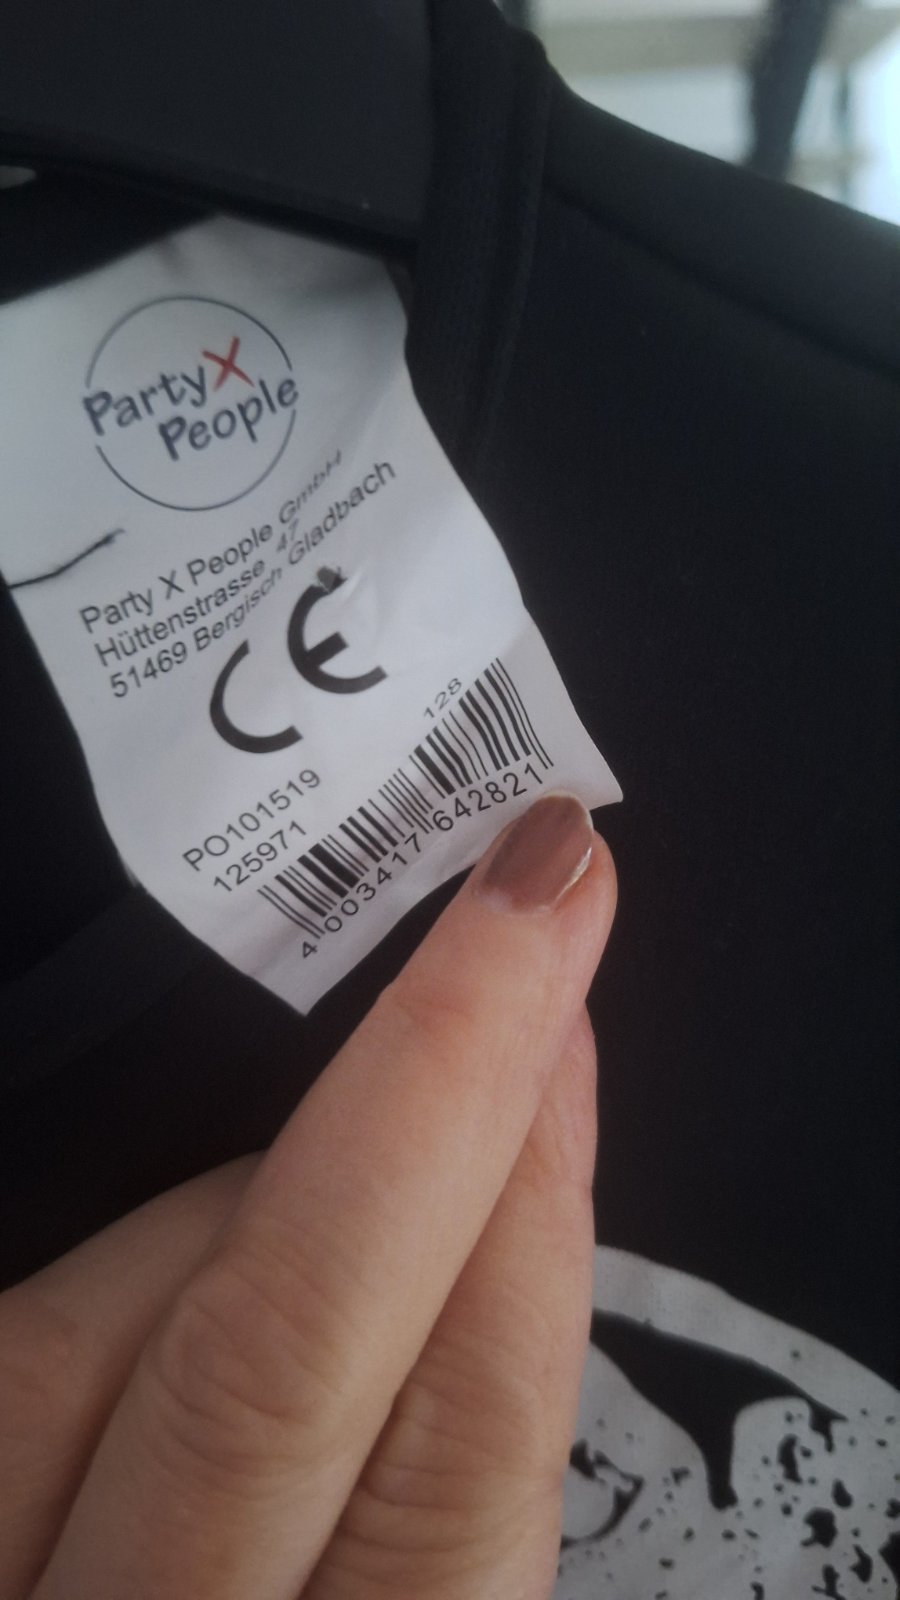 Party X
People
Party X People GmbH
Hüttenstrasse 47
51469 Bergisch Gladbach
CE
128
PO101519
125971
4 003417 642821